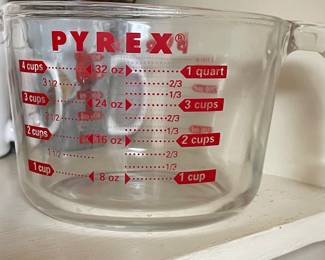 PYREX®
4 cups 32 oz 1 quart
3 1/2 2/3
1/3
3 cups 24 oz 3 cups
2 1/2 2/3
1/3
2 cups 16 oz 2 cups
1 1/2 2/3
1/3
1 cup 8 oz 1 cup